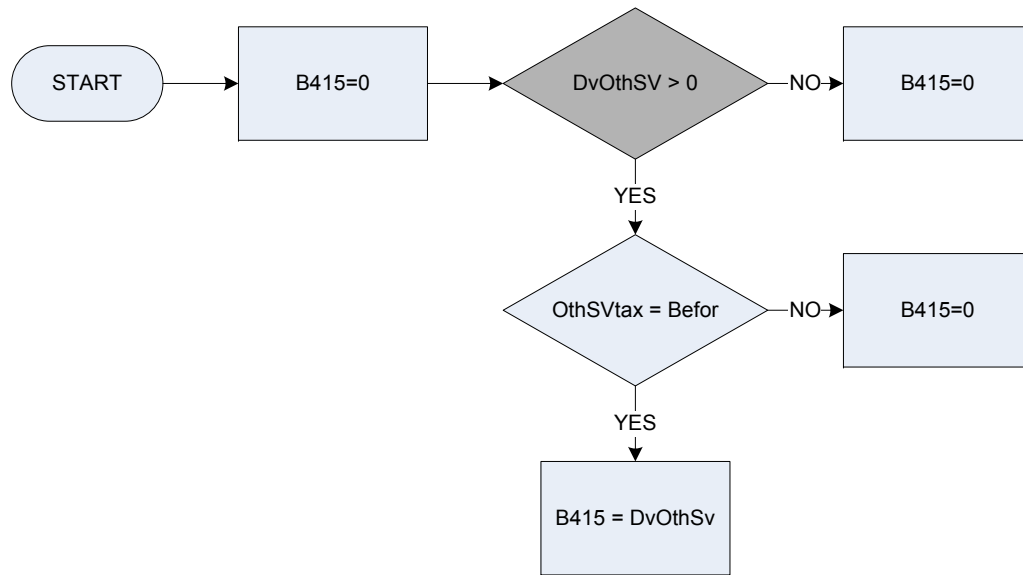 START
B415=0
DvOthSV > 0
NO
B415=0
YES
OthSVtax = Befor
NO
B415=0
YES
B415 = DvOthSv